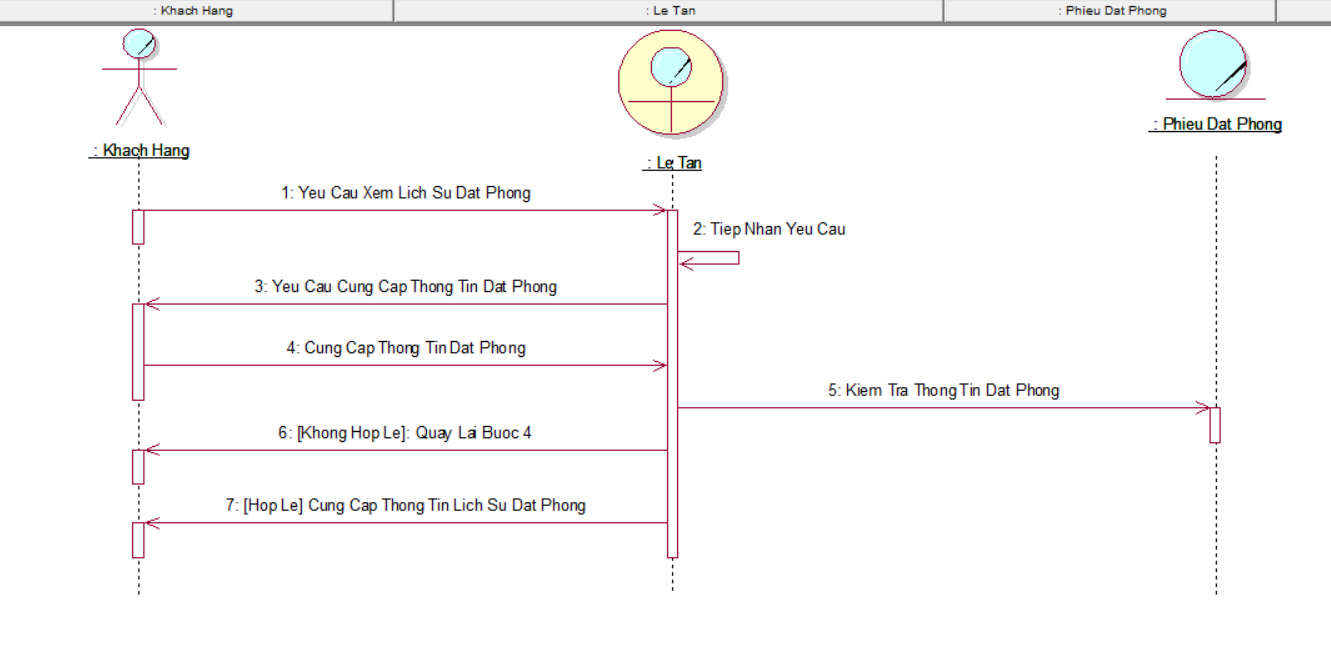 : Khach Hang
: Le Tan
: Phieu Dat Phong
: Khach Hang
: Le Tan
: Phieu Dat Phong
1: Yeu Cau Xem Lich Su Dat Phong
2: Tiep Nhan Yeu Cau
3: Yeu Cau Cung Cap Thong Tin Dat Phong
4: Cung Cap Thong Tin Dat Phong
5: Kiem Tra Thong Tin Dat Phong
6: [Khong Hop Le]: Quay Lai Buoc 4
7: [Hop Le] Cung Cap Thong Tin Lich Su Dat Phong